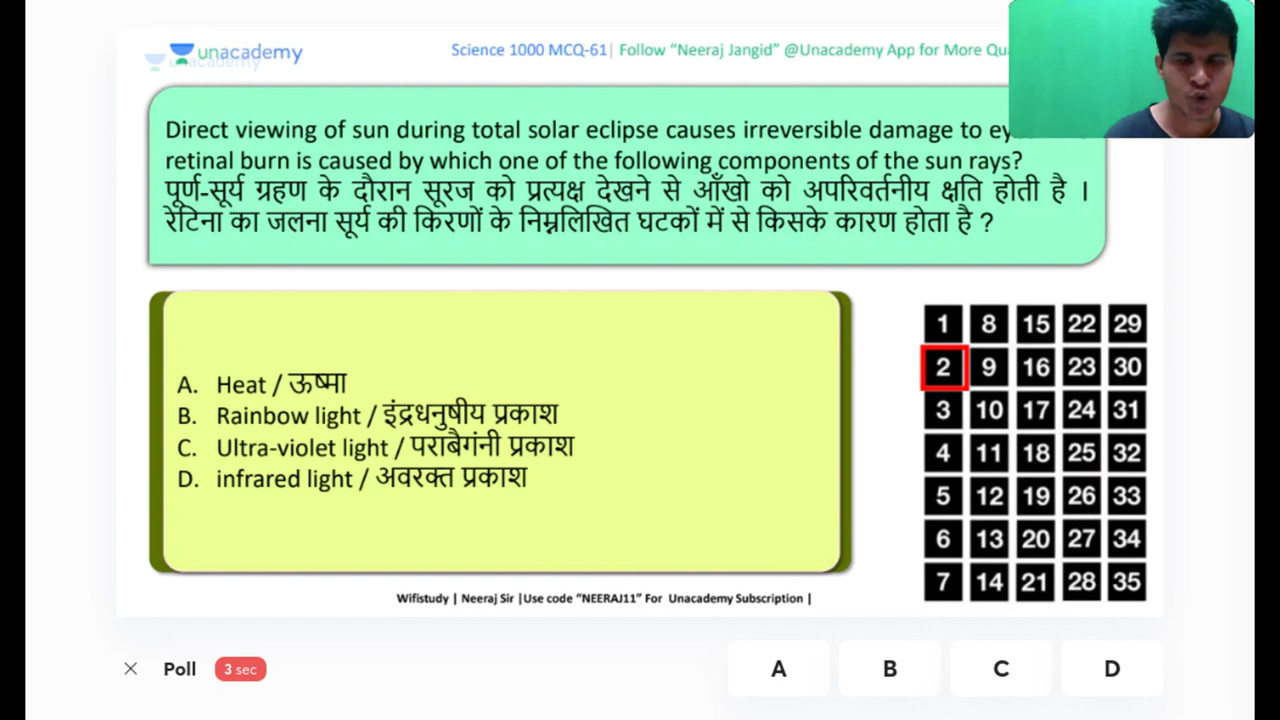 unacademy
Science 1000 MCQ-61| Follow “Neeraj Jangid” @Unacademy App for More
Direct viewing of sun during total solar eclipse causes irreversible damage to
retinal burn is caused by which one of the following components of the sun rays?
पूर्ण-सूर्य ग्रहण के दौरान सूरज को प्रत्यक्ष देखने से आँखो को अपरिवर्तनीय क्षति होती है ।
रेटिना का जलना सूर्य की किरणों के निम्नलिखित घटकों में से किसके कारण होता है ?
A. Heat / ऊष्मा
B. Rainbow light / इंद्रधनुषीय प्रकाश
C. Ultra-violet light / पराबैगंनी प्रकाश
D. infrared light / अवरक्त प्रकाश
1 8 15 22 29
2 9 16 23 30
3 10 17 24 31
4 11 18 25 32
5 12 19 26 33
6 13 20 27 34
7 14 21 28 35
Wifistudy | Neeraj Sir |Use code “NEERAJ11” For Unacademy Subscription |
Poll 3 sec A B C D